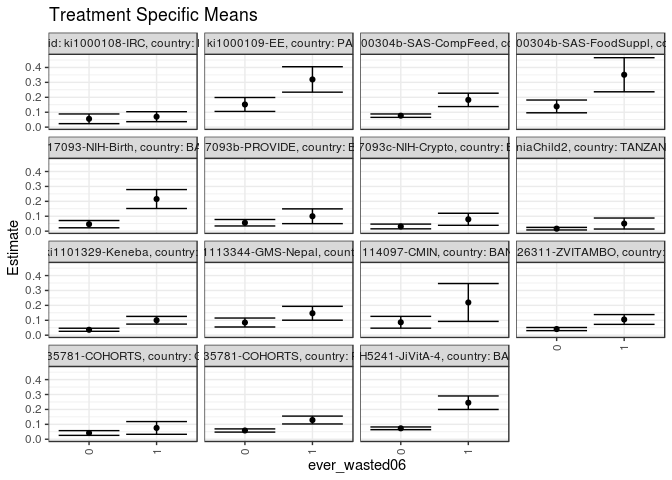 Treatment Specific Means
id: ki1000108-IRC, country:
ki1000109-EE, country: PA
00304b-SAS-CompFeed, co
00304b-SAS-FoodSuppl, co
0.4
0.3
0.2
0.1
0.0
17093-NIH-Birth, country: BA
7093b-PROVIDE, country: B
7093c-NIH-Crypto, country: B
niaChild2, country: TANZAN
0.4
0.3
0.2
0.1
0.0
i1101329-Keneba, country:
1113344-GMS-Nepal, count
114097-CMIN, country: BAN
26311-ZVITAMBO, country:
0.4
0.3
0.2
0.1
0.0
0
1
35781-COHORTS, country:
35781-COHORTS, country:
H5241-JiVitA-4, country: BA
0.4
0.3
0.2
0.1
0.0
0
1
0
1
0
1
Estimate
ever_wasted06